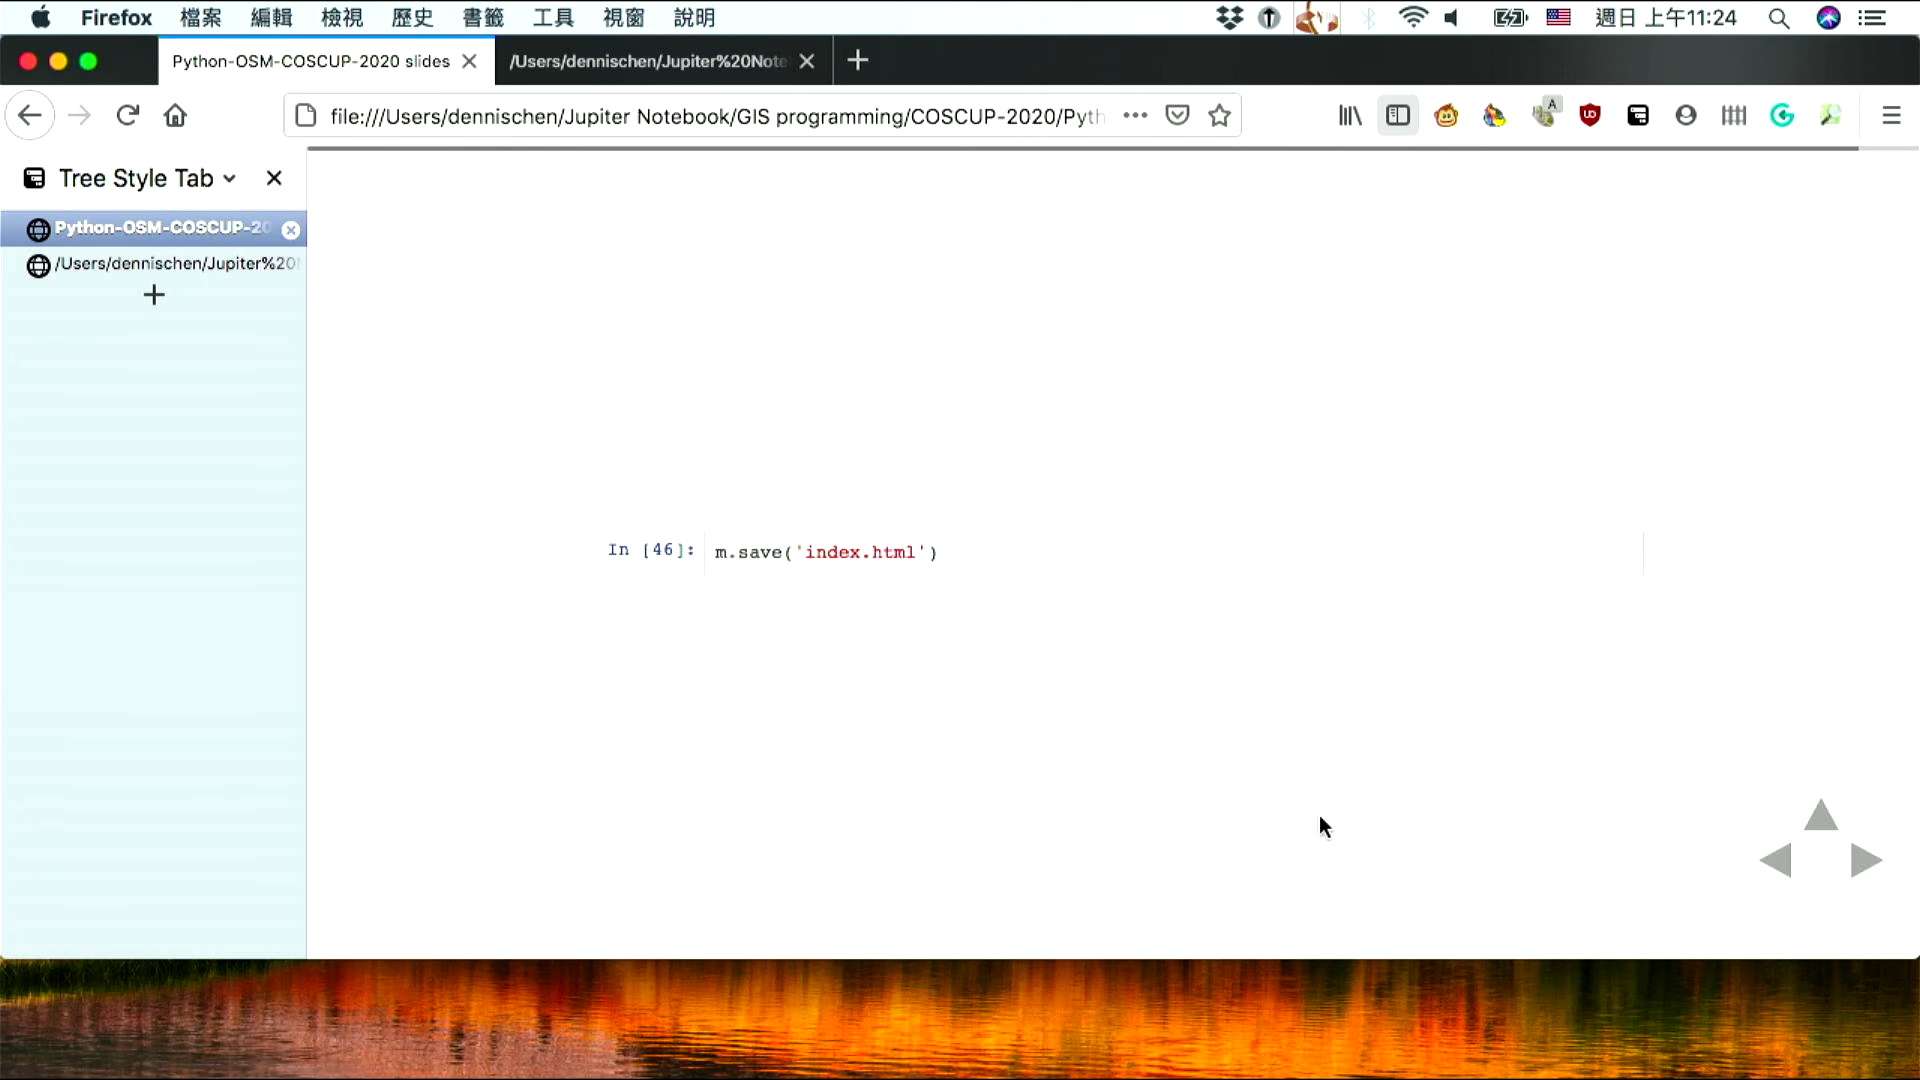 Firefox 檔案 編輯 檢視 歷史 書籤 工具 視窗 說明 週日 上午11:24
Python-OSM-COSCUP-2020 slides /Users/dennischen/Jupiter%20Note
file:///Users/dennischen/Jupiter Notebook/GIS programming/COSCUP-2020/Pyth
A
Tree Style Tab
Python-OSM-COSCUP-20
/Users/dennischen/Jupiter%20
In [46]: m.save('index.html')